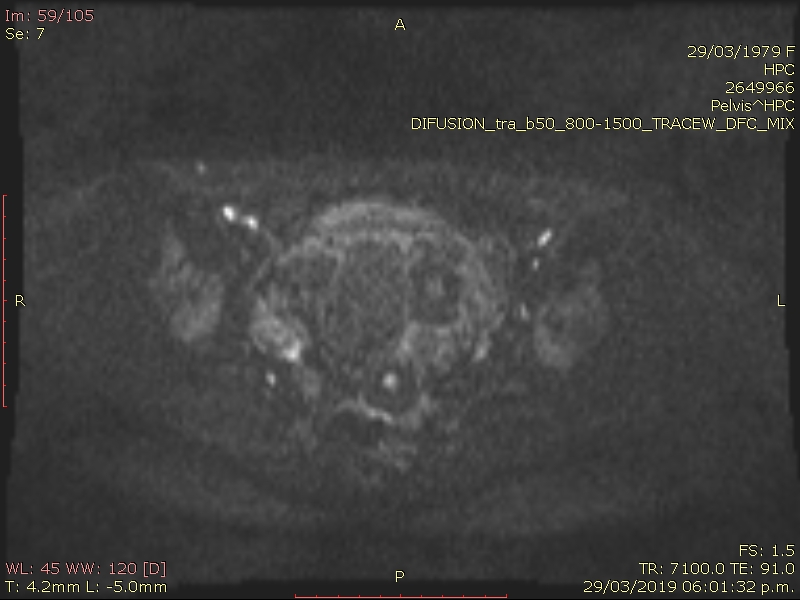 Im: 59/105
Se: 7
A
29/03/1979 F
HPC
2649966
Pelvis^HPC
DIFUSION_tra_b50_800-1500_TRACEW_DFC_MIX
R
L
WL: 45 WW: 120 [D]
T: 4.2mm L: -5.0mm
P
FS: 1.5
TR: 7100.0 TE: 91.0
29/03/2019 06:01:32 p.m.